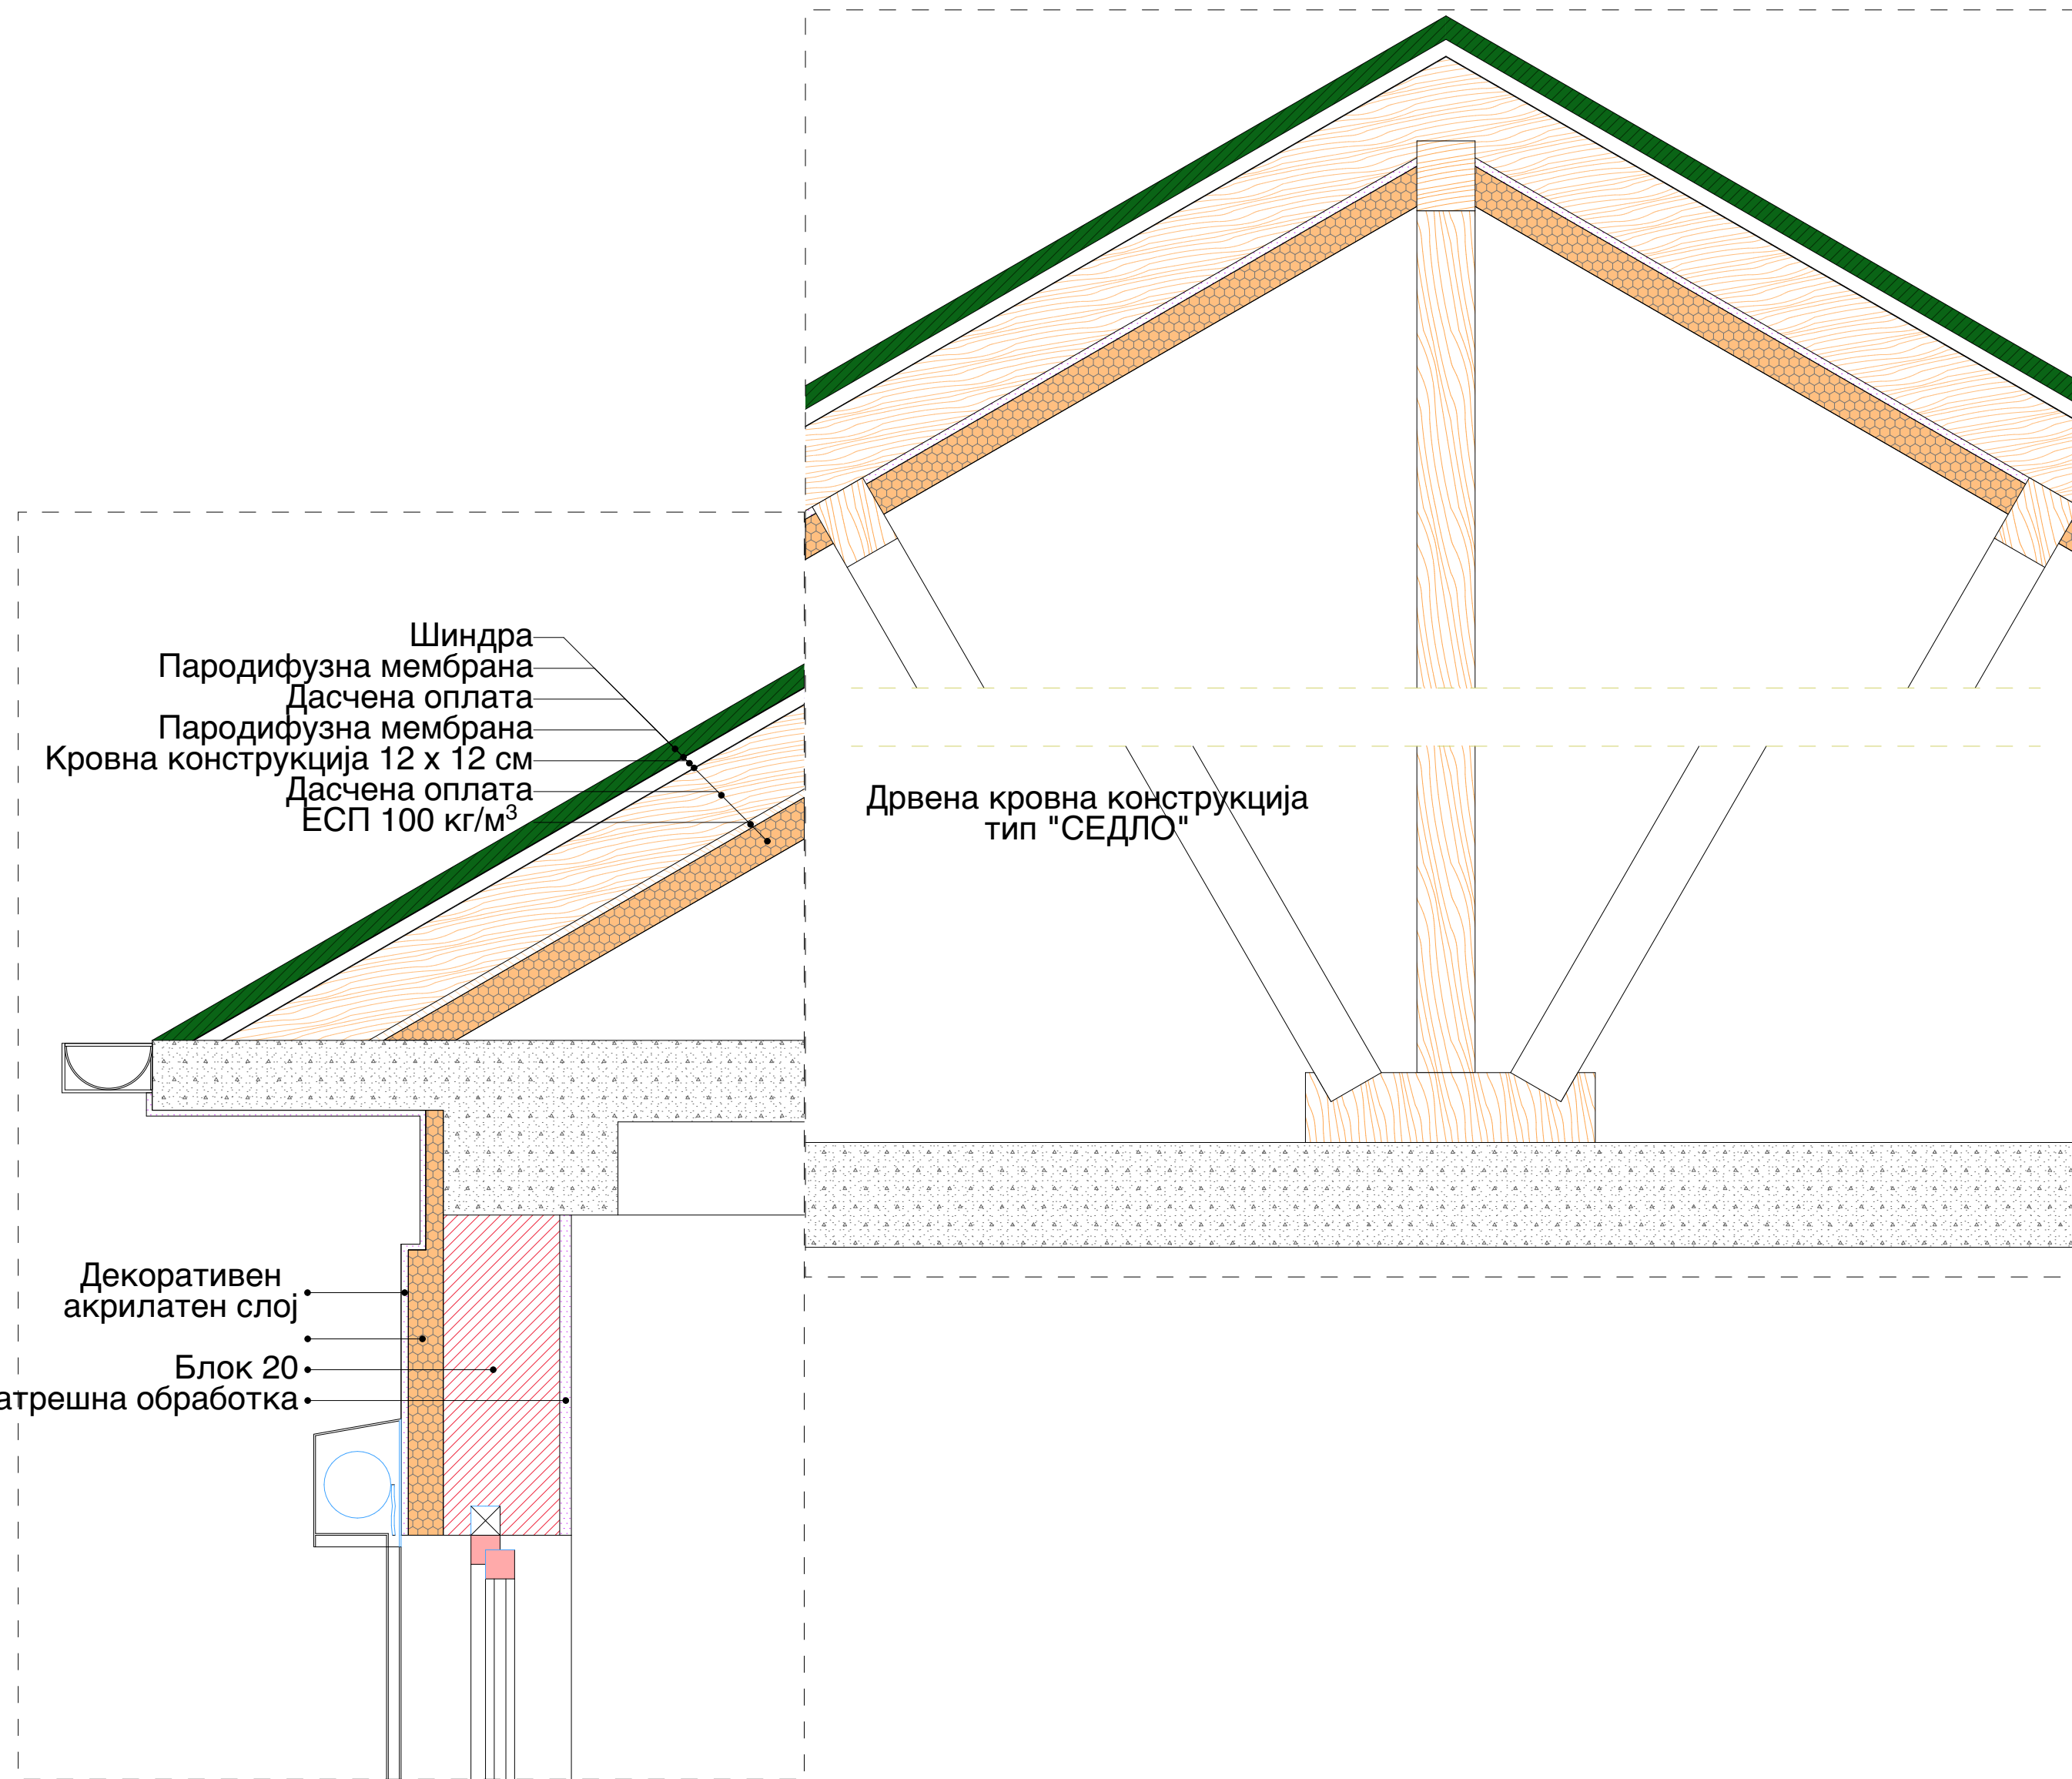 Шиндра
Пародифузна мембрана
Дасчена оплата
Пародифузна мембрана
Кровна конструкција 12 x 12 см
Дасчена оплата
ЕСП 100 кг/м³
Дрвена кровна конструкција
тип "СЕДЛО"
Декоративен
акрилатен слој
Блок 20
обработка